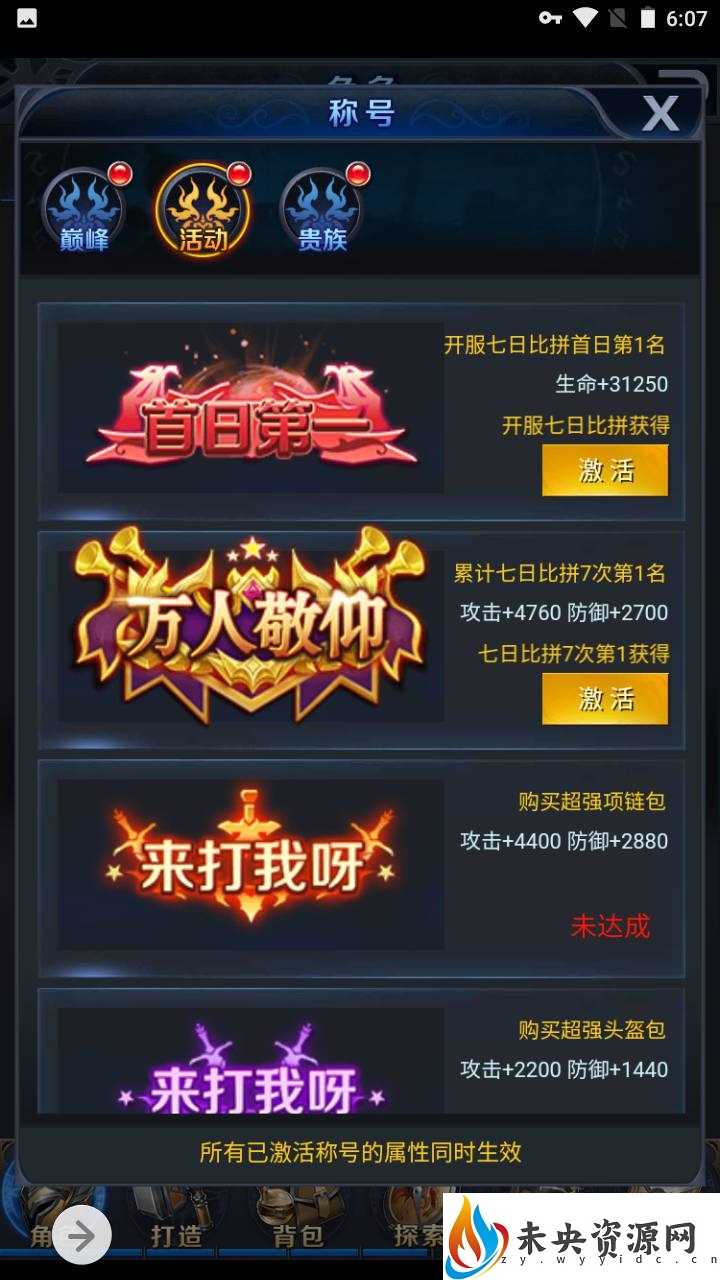 6:07
称号
X
巅峰 活动 贵族
首日第一
开服七日比拼首日第1名
生命+31250
开服七日比拼获得
激活
万人敬仰
累计七日比拼7次第1名
攻击+4760 防御+2700
七日比拼7次第1获得
激活
来打我呀
购买超强项链包
攻击+4400 防御+2880
未达成
来打我呀
购买超强头盔包
攻击+2200 防御+1440
所有已激活称号的属性同时生效
角色 打造 背包 探索
未央资源网
zy.wyyidc.cn